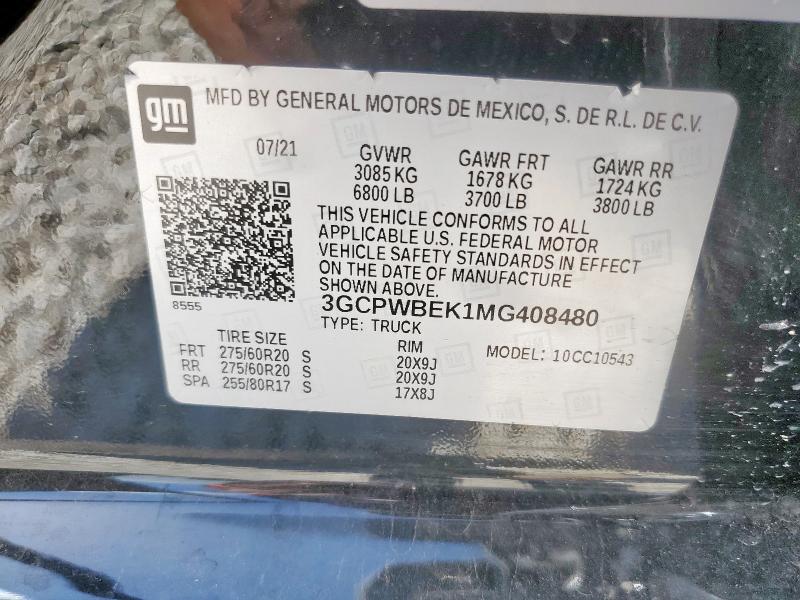 gm
MFD BY GENERAL MOTORS DE MEXICO, S. DE R.L. DE C.V.
07/21
GVWR GAWR FRT GAWR RR
3085 KG 1678 KG 1724 KG
6800 LB 3700 LB 3800 LB
THIS VEHICLE CONFORMS TO ALL
APPLICABLE U.S. FEDERAL MOTOR
VEHICLE SAFETY STANDARDS IN EFFECT
ON THE DATE OF MANUFACTURE
SHOWN ABOVE.
8555
3GCPWBEK1MG408480
TYPE: TRUCK
TIRE SIZE RIM MODEL: 10CC10543
FRT 275/60R20 S 20X9J
RR 275/60R20 S 20X9J
SPA 255/80R17 S 17X8J